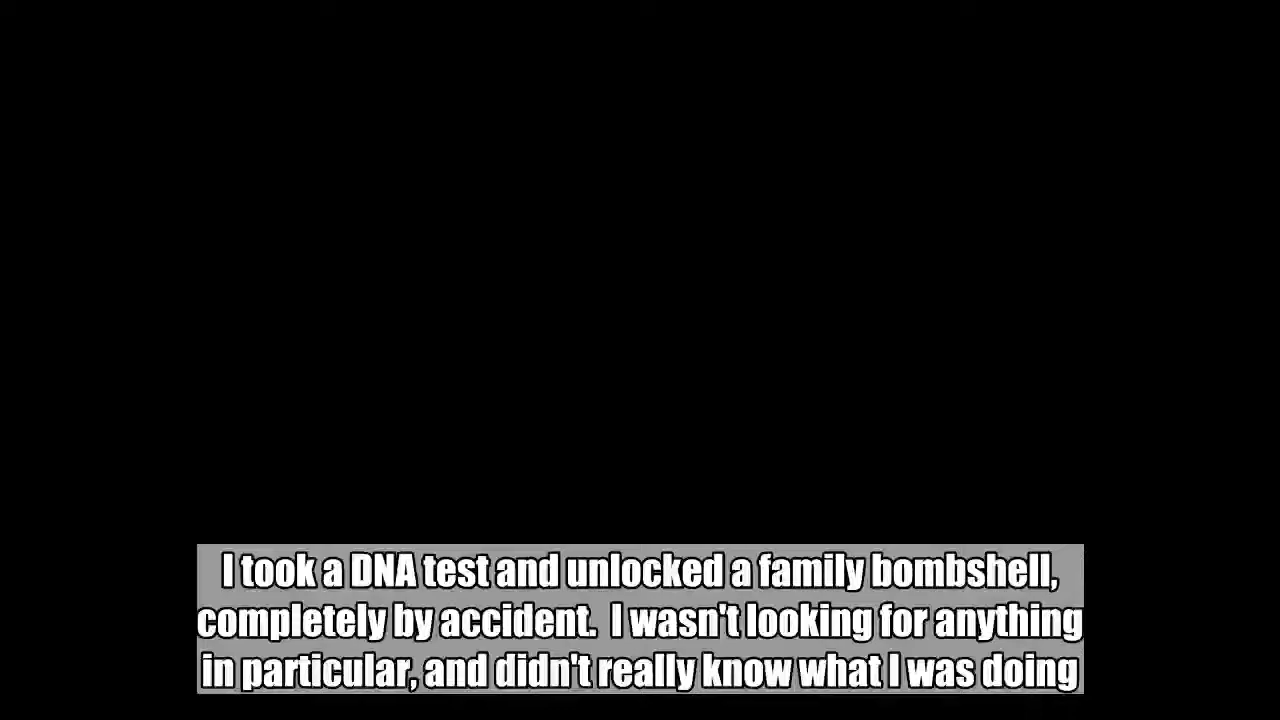 I took a DNA test and unlocked a family bombshell,
completely by accident.  I wasn't looking for anything
in particular, and didn't really know what I was doing